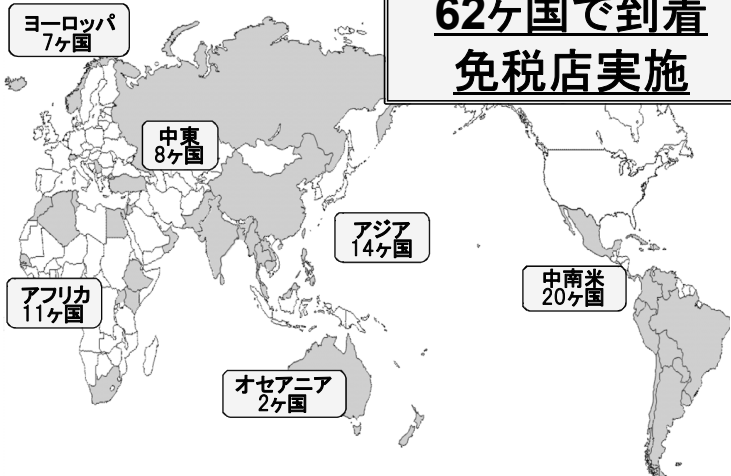 62ヶ国で到着
免税店実施
ヨーロッパ
7ヶ国
中東
8ヶ国
アジア
14ヶ国
アフリカ
11ヶ国
中南米
20ヶ国
オセアニア
2ヶ国